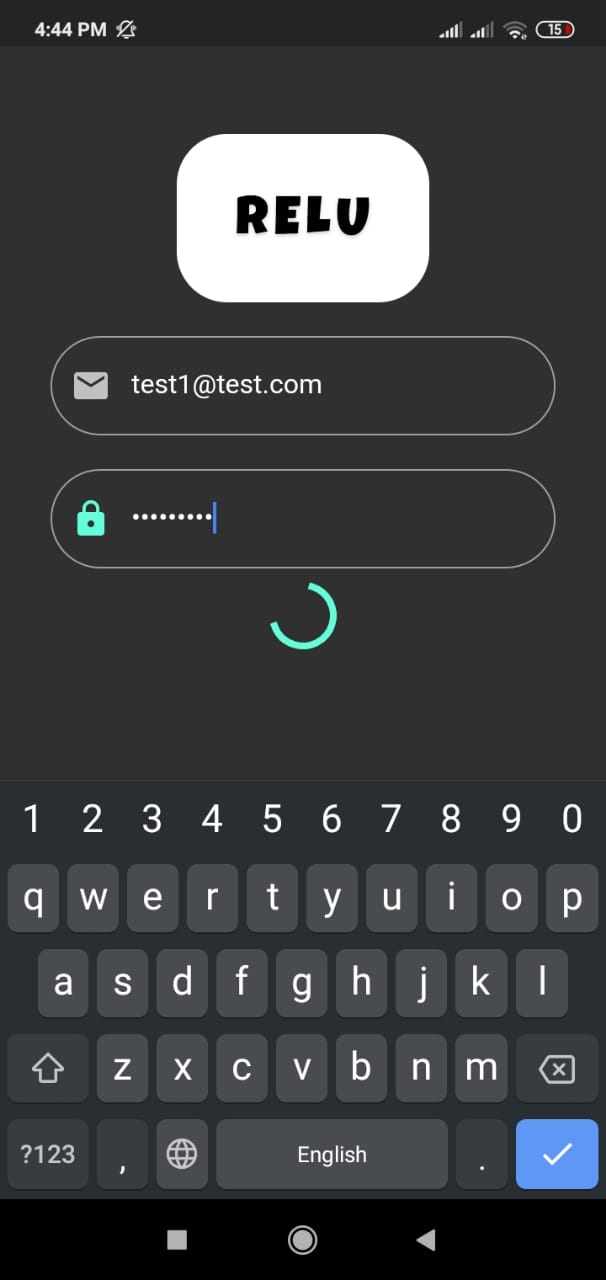 4:44 PM 15
RELU
test1@test.com
•••••••••
1 2 3 4 5 6 7 8 9 0
q w e r t y u i o p
a s d f g h j k l
z x c v b n m
?123 , English .